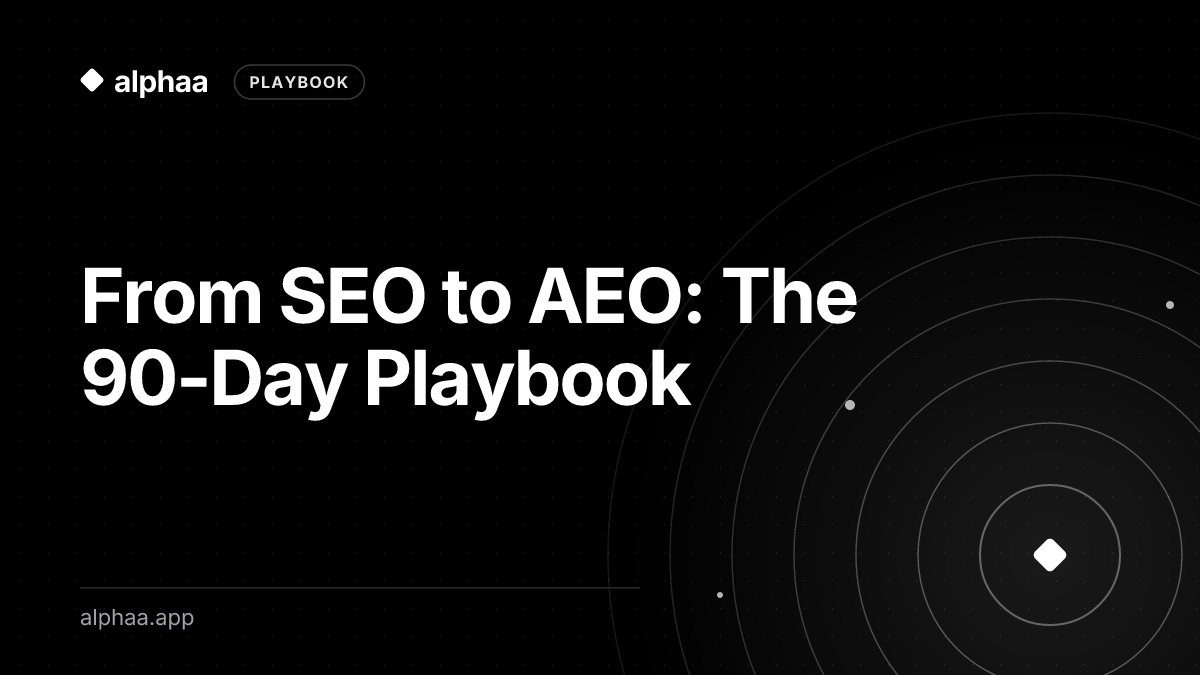 alphaa
PLAYBOOK
From SEO to AEO: The
90-Day Playbook
alphaa.app